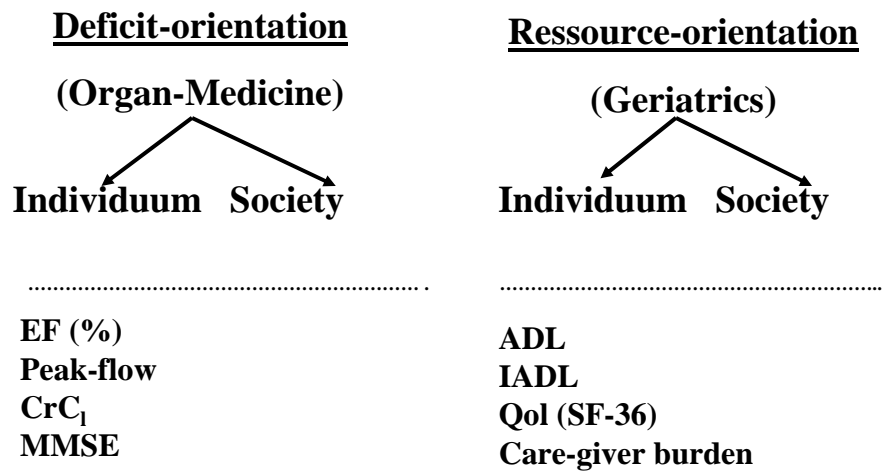 Deficit-orientation
(Organ-Medicine)
Individuum Society
EF (%)
Peak-flow
CrCl
MMSE
Ressource-orientation
(Geriatrics)
Individuum Society
ADL
IADL
Qol (SF-36)
Care-giver burden